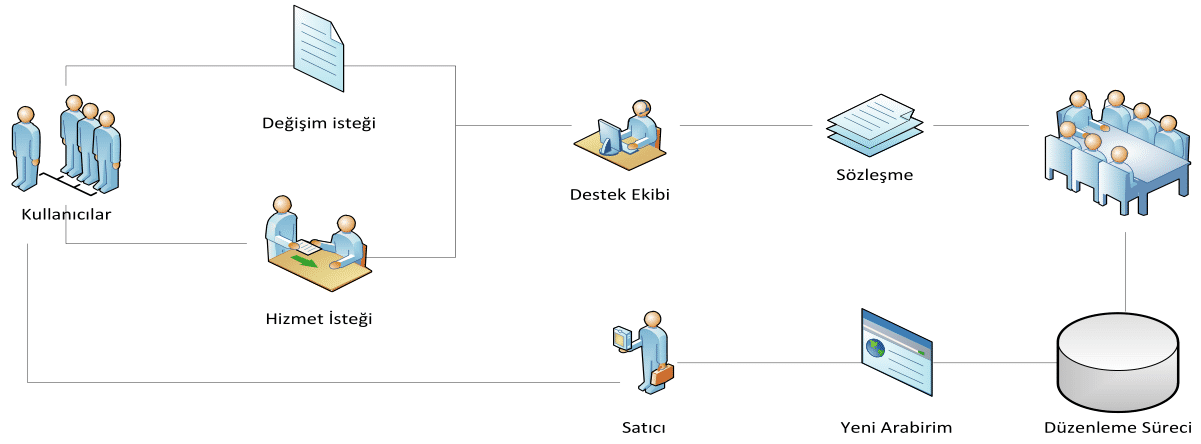 Değişim isteği
Destek Ekibi
Sözleşme
Kullanıcılar
Hizmet İsteği
Satıcı
Yeni Arabirim
Düzenleme Süreci